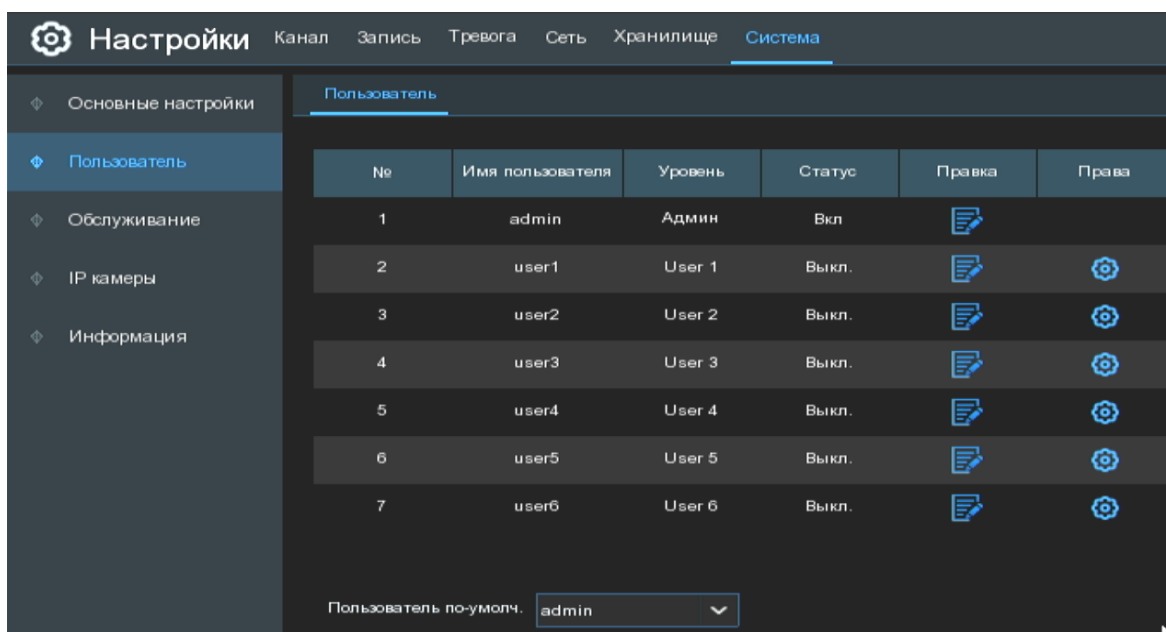 Настройки Канал Запись Тревога Сеть Хранилище Система
Основные настройки
Пользователь
Обслуживание
IP камеры
Информация
Пользователь
№ Имя пользователя Уровень Статус Правка Права
1 admin Админ Вкл
2 user1 User 1 Выкл.
3 user2 User 2 Выкл.
4 user3 User 3 Выкл.
5 user4 User 4 Выкл.
6 user5 User 5 Выкл.
7 user6 User 6 Выкл.
Пользователь по-умолч. admin